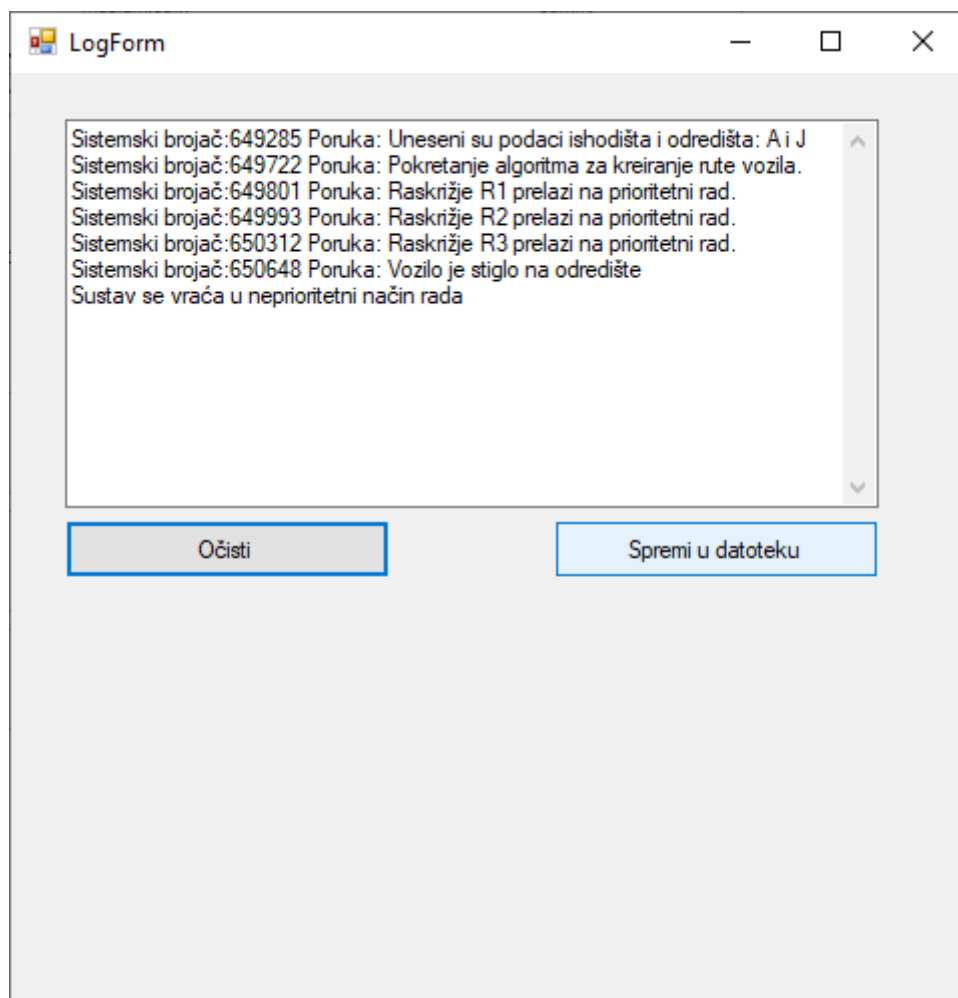 LogForm
Sistemski brojač:649285 Poruka: Uneseni su podaci ishodišta i odredišta: A i J
Sistemski brojač:649722 Poruka: Pokretanje algoritma za kreiranje rute vozila.
Sistemski brojač:649801 Poruka: Raskrižje R1 prelazi na prioritetni rad.
Sistemski brojač:649993 Poruka: Raskrižje R2 prelazi na prioritetni rad.
Sistemski brojač:650312 Poruka: Raskrižje R3 prelazi na prioritetni rad.
Sistemski brojač:650648 Poruka: Vozilo je stiglo na odredište
Sustav se vraća u neprioritetni način rada
Očisti
Spremi u datoteku